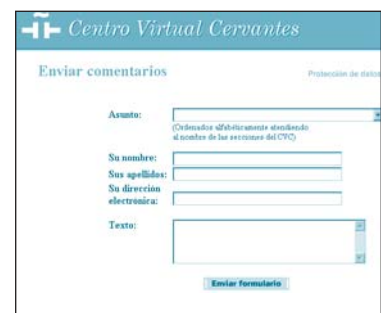 Centro Virtual Cervantes
Enviar comentarios
Protección de datos
Asunto:
(Ordenados alfabéticamente atendiendo
al nombre de las secciones del CVC)
Su nombre:
Sus apellidos:
Su dirección
electrónica:
Texto:
Enviar formulario